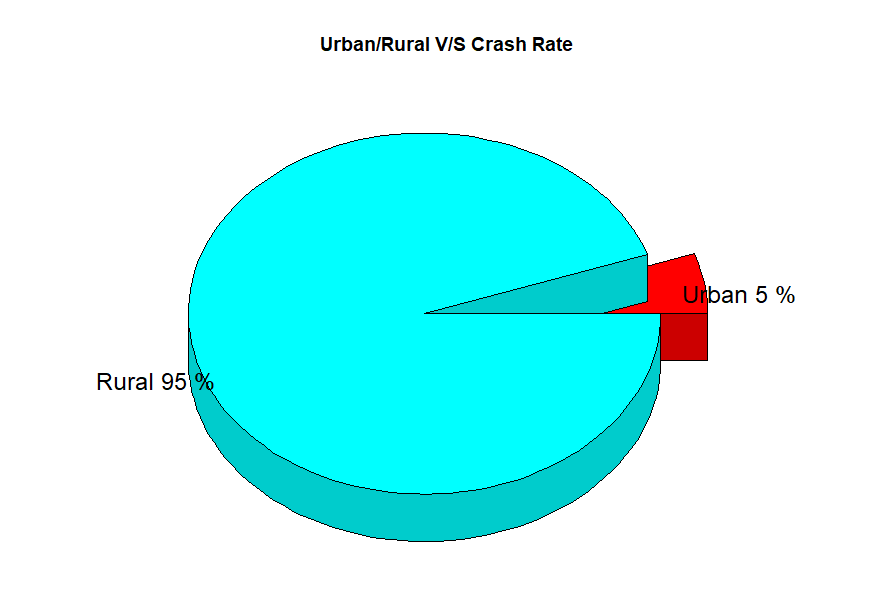 Urban/Rural V/S Crash Rate
Urban 5 %
Rural 95 %